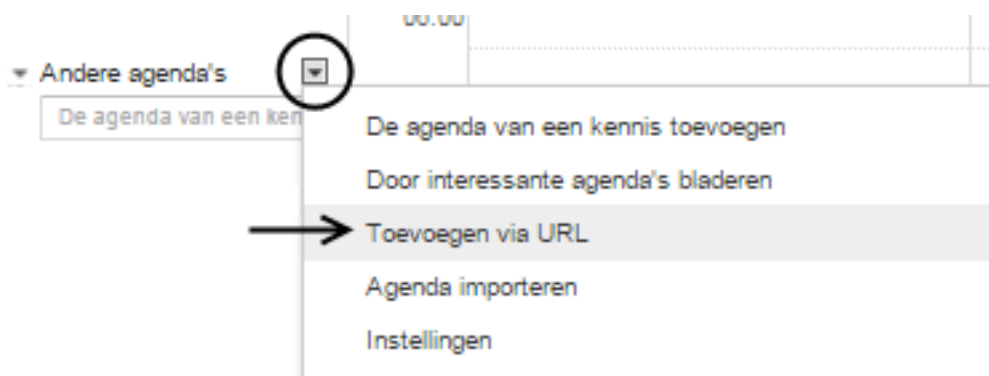 06:00
Andere agenda's
De agenda van een ken
De agenda van een kennis toevoegen
Door interessante agenda's bladeren
Toevoegen via URL
Agenda importeren
Instellingen